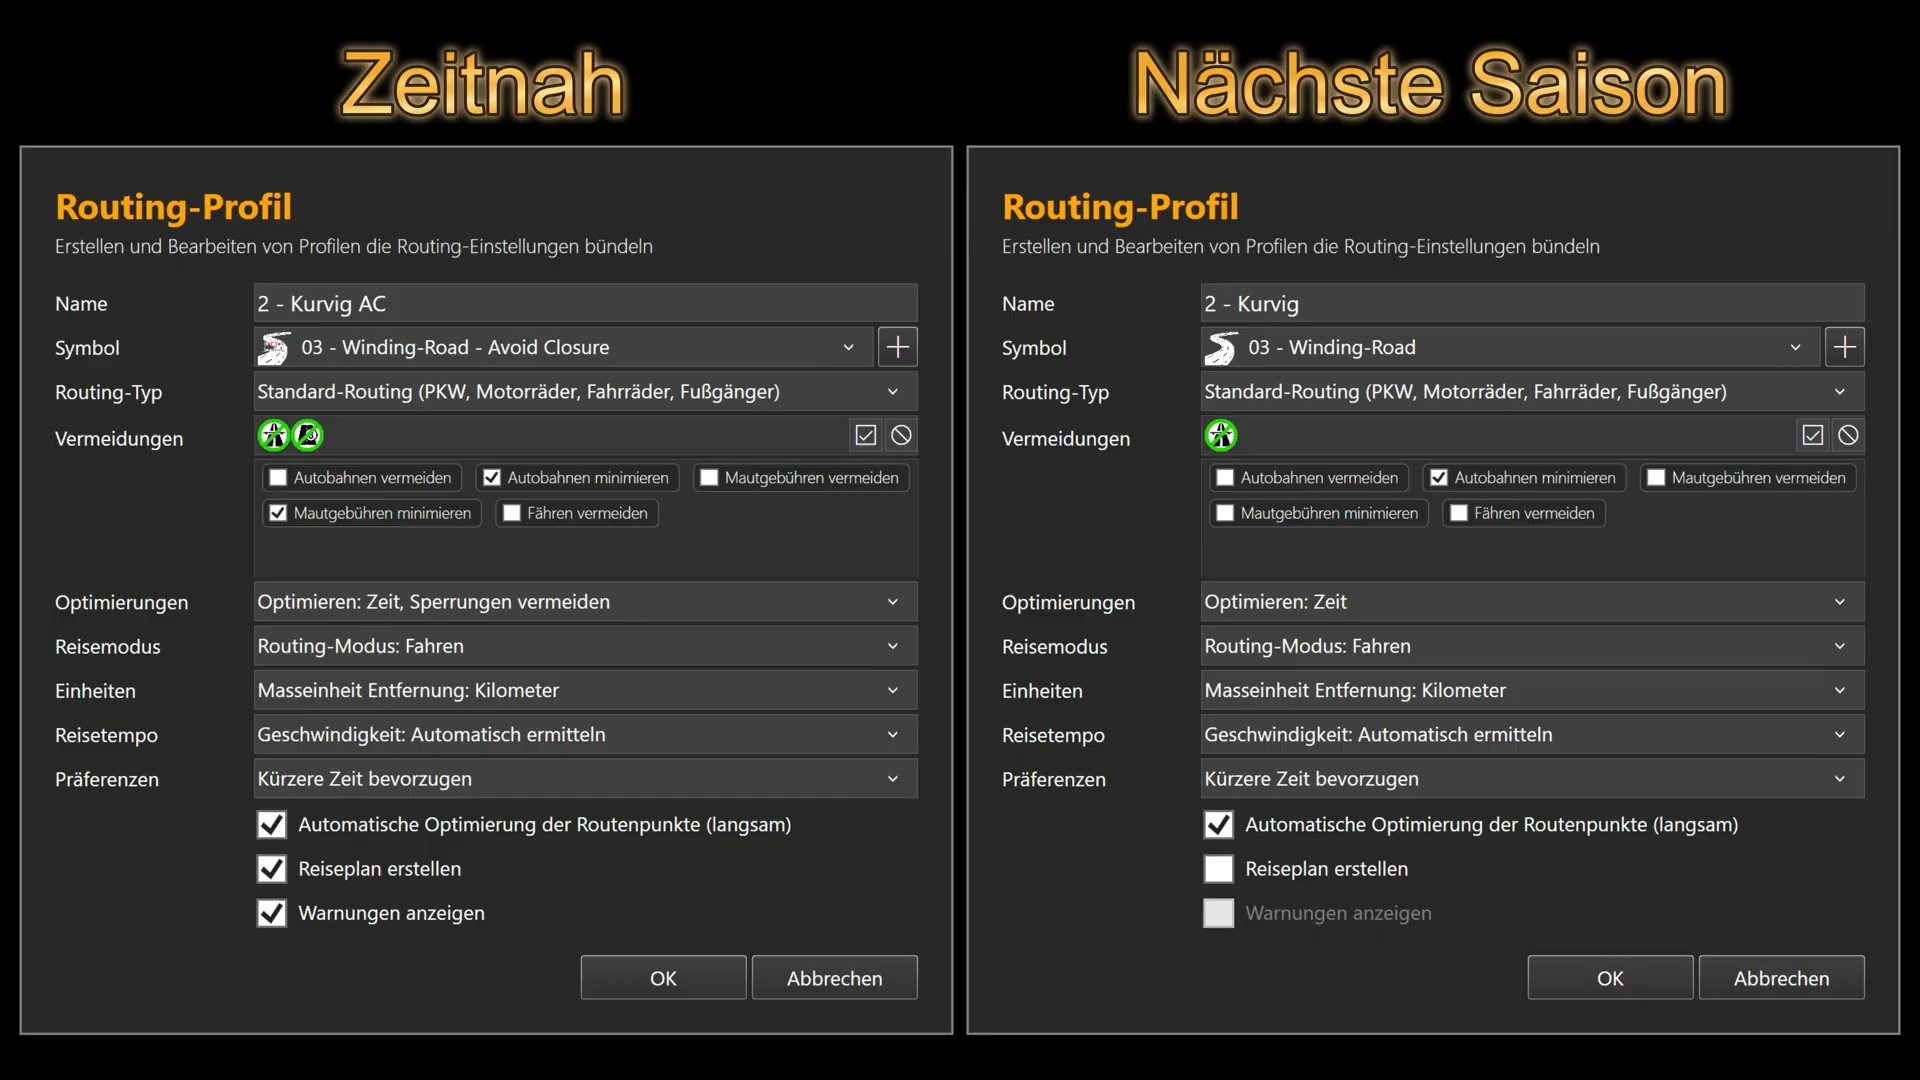 Zeitnah
Routing-Profil
Erstellen und Bearbeiten von Profilen die Routing-Einstellungen bündeln
Name 2 - Kurvig AC
Symbol 03 - Winding-Road - Avoid Closure
Routing-Typ Standard-Routing (PKW, Motorräder, Fahrräder, Fußgänger)
Vermeidungen
Autobahnen vermeiden Autobahnen minimieren Mautgebühren vermeiden
Mautgebühren minimieren Fähren vermeiden
Optimierungen Optimieren: Zeit, Sperrungen vermeiden
Reisemodus Routing-Modus: Fahren
Einheiten Masseinheit Entfernung: Kilometer
Reisetempo Geschwindigkeit: Automatisch ermitteln
Präferenzen Kürzere Zeit bevorzugen
Automatische Optimierung der Routenpunkte (langsam)
Reiseplan erstellen
Warnungen anzeigen
OK Abbrechen
Nächste Saison
Routing-Profil
Erstellen und Bearbeiten von Profilen die Routing-Einstellungen bündeln
Name 2 - Kurvig
Symbol 03 - Winding-Road
Routing-Typ Standard-Routing (PKW, Motorräder, Fahrräder, Fußgänger)
Vermeidungen
Autobahnen vermeiden Autobahnen minimieren Mautgebühren vermeiden
Mautgebühren minimieren Fähren vermeiden
Optimierungen Optimieren: Zeit
Reisemodus Routing-Modus: Fahren
Einheiten Masseinheit Entfernung: Kilometer
Reisetempo Geschwindigkeit: Automatisch ermitteln
Präferenzen Kürzere Zeit bevorzugen
Automatische Optimierung der Routenpunkte (langsam)
Reiseplan erstellen
Warnungen anzeigen
OK Abbrechen